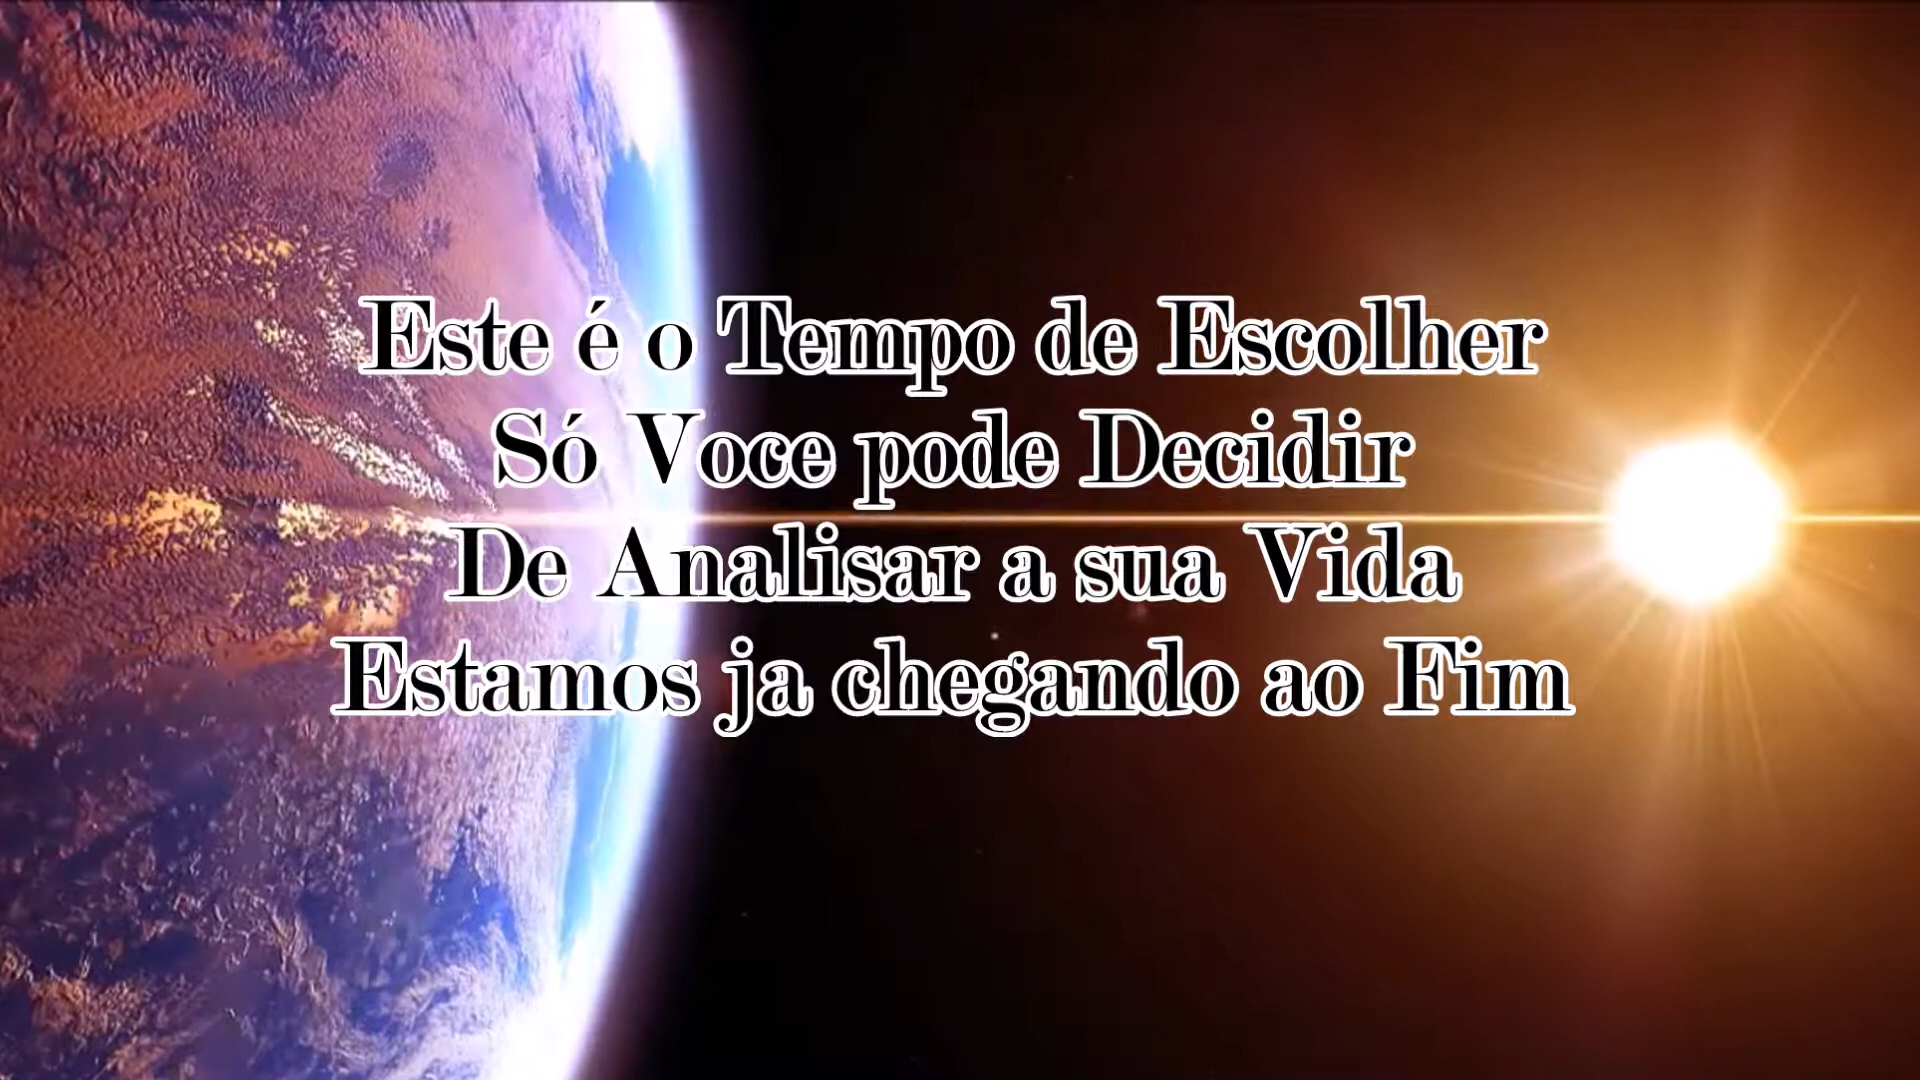 Este é o Tempo de Escolher
Só Voce pode Decidir
De Analisar a sua Vida
Estamos ja chegando ao Fim